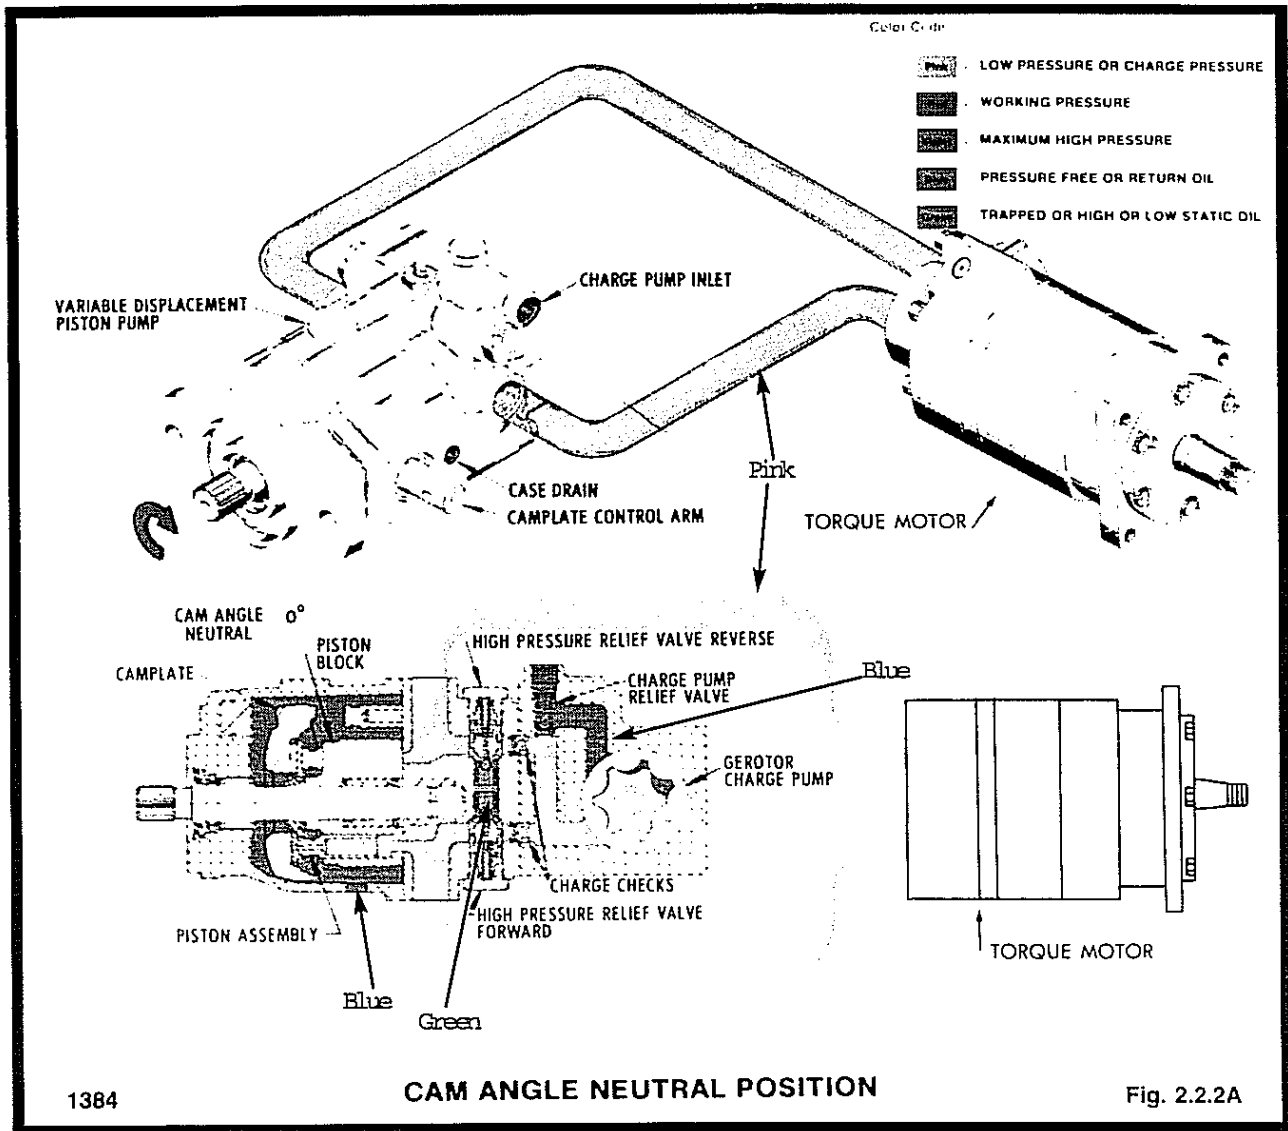 Color Code
Pink . LOW PRESSURE OR CHARGE PRESSURE
. WORKING PRESSURE
. MAXIMUM HIGH PRESSURE
. PRESSURE FREE OR RETURN OIL
. TRAPPED OR HIGH OR LOW STATIC OIL
CHARGE PUMP INLET
VARIABLE DISPLACEMENT
PISTON PUMP
Pink
CASE DRAIN
CAMPLATE CONTROL ARM
TORQUE MOTOR
CAM ANGLE 0°
NEUTRAL
PISTON
BLOCK
CAMPLATE
HIGH PRESSURE RELIEF VALVE REVERSE
CHARGE PUMP
RELIEF VALVE
Blue
GEROTOR
CHARGE PUMP
CHARGE CHECKS
HIGH PRESSURE RELIEF VALVE
FORWARD
PISTON ASSEMBLY
TORQUE MOTOR
Blue
Green
CAM ANGLE NEUTRAL POSITION
1384
Fig. 2.2.2A